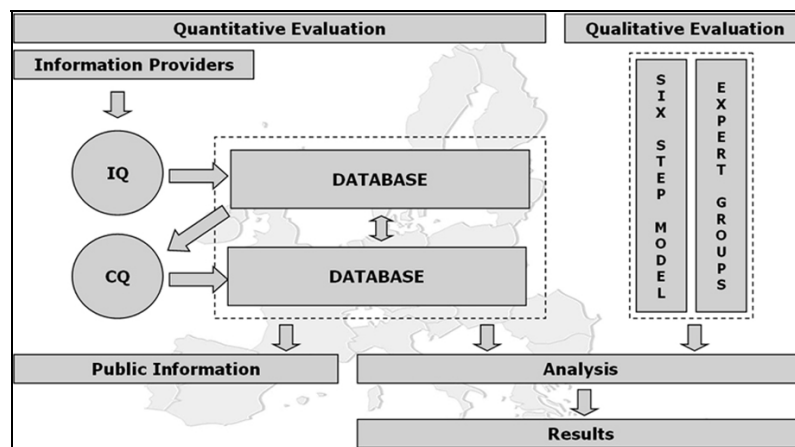 Quantitative Evaluation
Qualitative Evaluation
Information Providers
IQ
DATABASE
CQ
DATABASE
SIX STEP MODEL
EXPERT GROUPS
Public Information
Analysis
Results